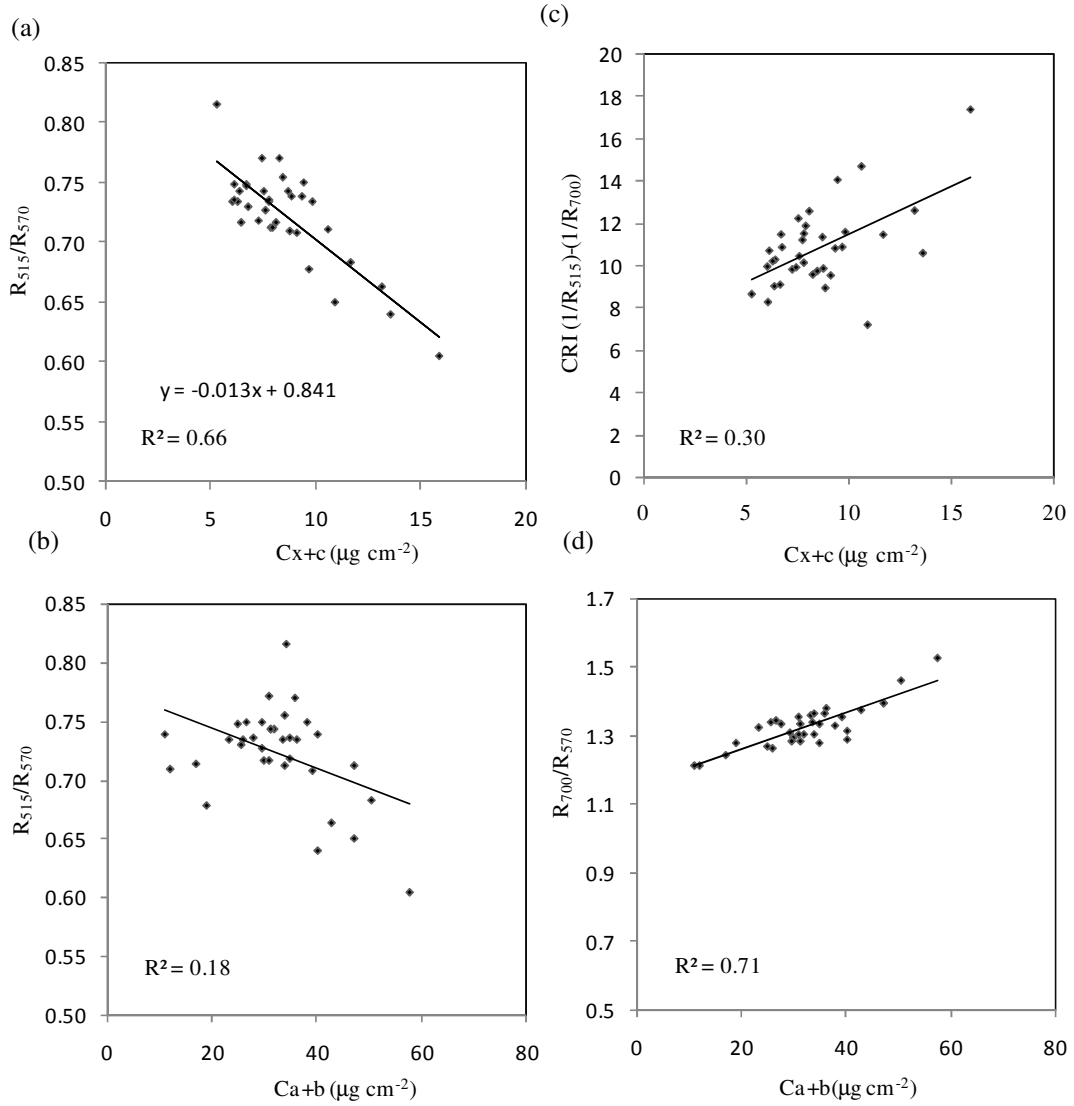 (a)
0.85
0.80
0.75
0.70
0.65
0.60
0.55
0.50
R₅₁₅/R₅₇₀
y = -0.013x + 0.841
R² = 0.66
0 5 10 15 20
Cx+c (µg cm⁻²)
(c)
20
18
16
14
12
10
8
6
4
2
0
CRI (1/R₅₁₅)-(1/R₇₀₀)
R² = 0.30
0 5 10 15 20
Cx+c (µg cm⁻²)
(b)
0.85
0.80
0.75
0.70
0.65
0.60
0.55
0.50
R₅₁₅/R₅₇₀
R² = 0.18
0 20 40 60 80
Ca+b (µg cm⁻²)
(d)
1.7
1.5
1.3
1.1
0.9
0.7
0.5
R₇₀₀/R₅₇₀
R² = 0.71
0 20 40 60 80
Ca+b(µg cm⁻²)